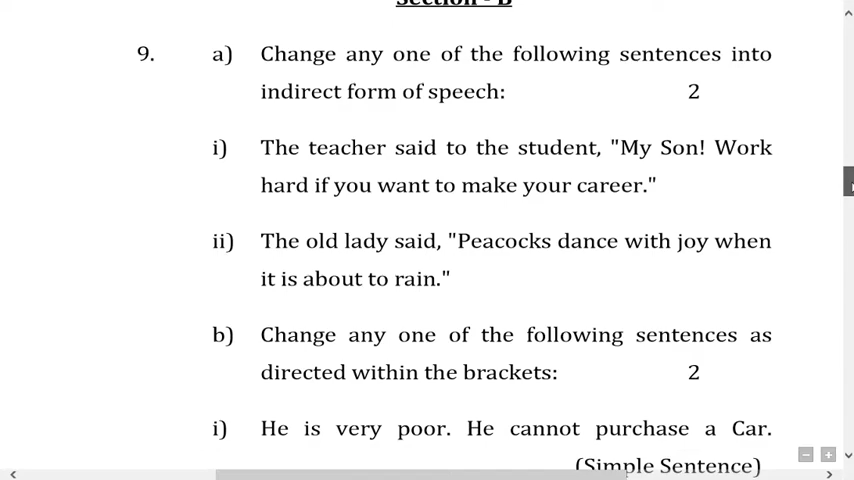 Section - B
9. a) Change any one of the following sentences into
indirect form of speech: 2
i) The teacher said to the student, "My Son! Work
hard if you want to make your career."
ii) The old lady said, "Peacocks dance with joy when
it is about to rain."
b) Change any one of the following sentences as
directed within the brackets: 2
i) He is very poor. He cannot purchase a Car.
(Simple Sentence)